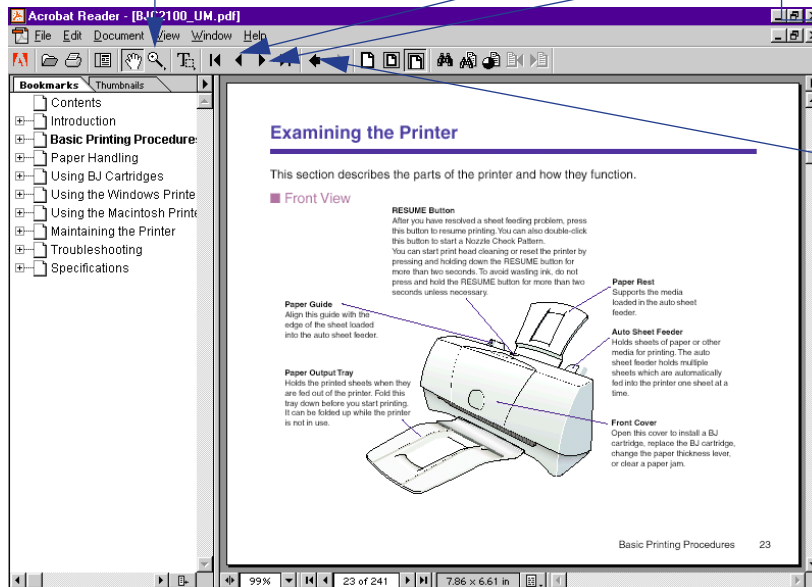 Acrobat Reader - [BJC2100_UM.pdf]
File Edit Document View Window Help
Bookmarks Thumbnails
Contents
Introduction
Basic Printing Procedure
Paper Handling
Using BJ Cartridges
Using the Windows Printe
Using the Macintosh Printe
Maintaining the Printer
Troubleshooting
Specifications
Examining the Printer
This section describes the parts of the printer and how they function.
Front View
RESUME Button
After you have resolved a sheet feeding problem, press
this button to resume printing. You can also double-click
this button to start a Nozzle Check Pattern.
You can start print head cleaning or reset the printer by
pressing and holding down the RESUME button for
more than two seconds. To avoid wasting ink, do not
press and hold the RESUME button for more than two
seconds unless necessary.
Paper Rest
Supports the media
loaded in the auto sheet
feeder.
Paper Guide
Align this guide with the
edge of the sheet loaded
into the auto sheet feeder.
Auto Sheet Feeder
Holds sheets of paper or other
media for printing. The auto
sheet feeder holds multiple
sheets which are automatically
fed into the printer one sheet at a
time.
Paper Output Tray
Holds the printed sheets when they
are fed out of the printer. Fold this
tray down before you start printing.
It can be folded up while the printer
is not in use.
Front Cover
Open this cover to install a BJ
cartridge, replace the BJ cartridge,
change the paper thickness lever,
or clear a paper jam.
Basic Printing Procedures 23
99% 23 of 241 7.86 x 6.61 in